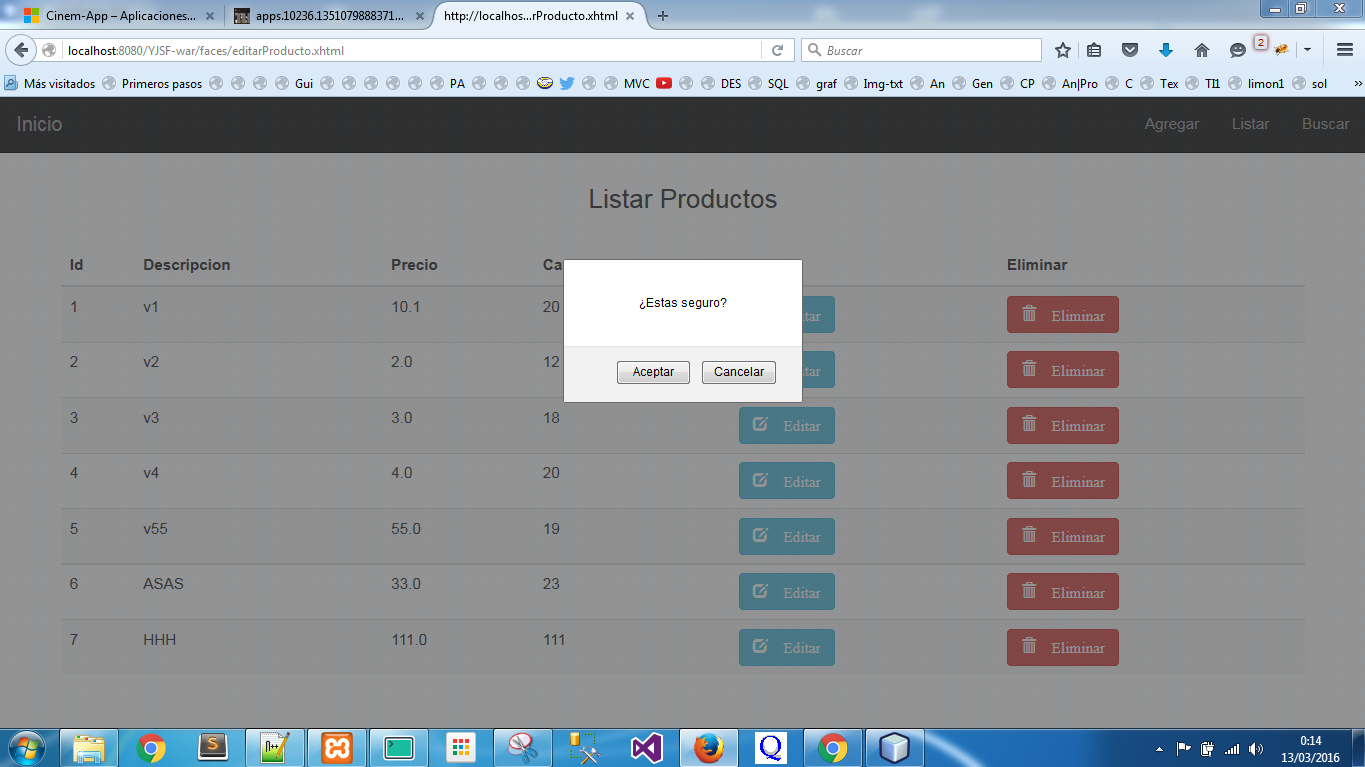 Cinem-App – Aplicaciones...
apps.10236.1351079888371...
http://localhos...rProducto.xhtml
localhost:8080/YJSF-war/faces/editarProducto.xhtml
Buscar
2
Más visitados Primeros pasos Gui PA MVC DES SQL graf Img-txt An Gen CP An|Pro C Tex TI1 limon1 sol
Inicio
Agregar Listar Buscar
Listar Productos
Id Descripcion Precio Ca Eliminar
1 v1 10.1 20 tar Eliminar
2 v2 2.0 12 tar Eliminar
3 v3 3.0 18 Editar Eliminar
4 v4 4.0 20 Editar Eliminar
5 v55 55.0 19 Editar Eliminar
6 ASAS 33.0 23 Editar Eliminar
7 HHH 111.0 111 Editar Eliminar
¿Estas seguro?
Aceptar Cancelar
0:14
13/03/2016